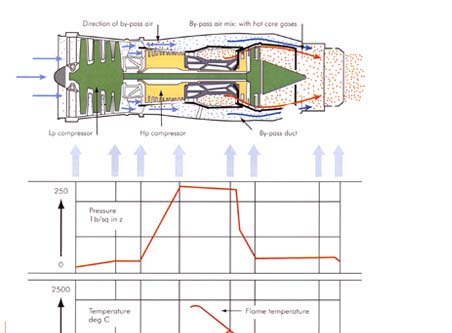 Direction of by-pass air
By-pass air mix: with hot core gases
Lp compressor
Hp compressor
By-pass duct
250
Pressure
1b/sq in z
0
2500
Temperature
deg C
Flame temperature